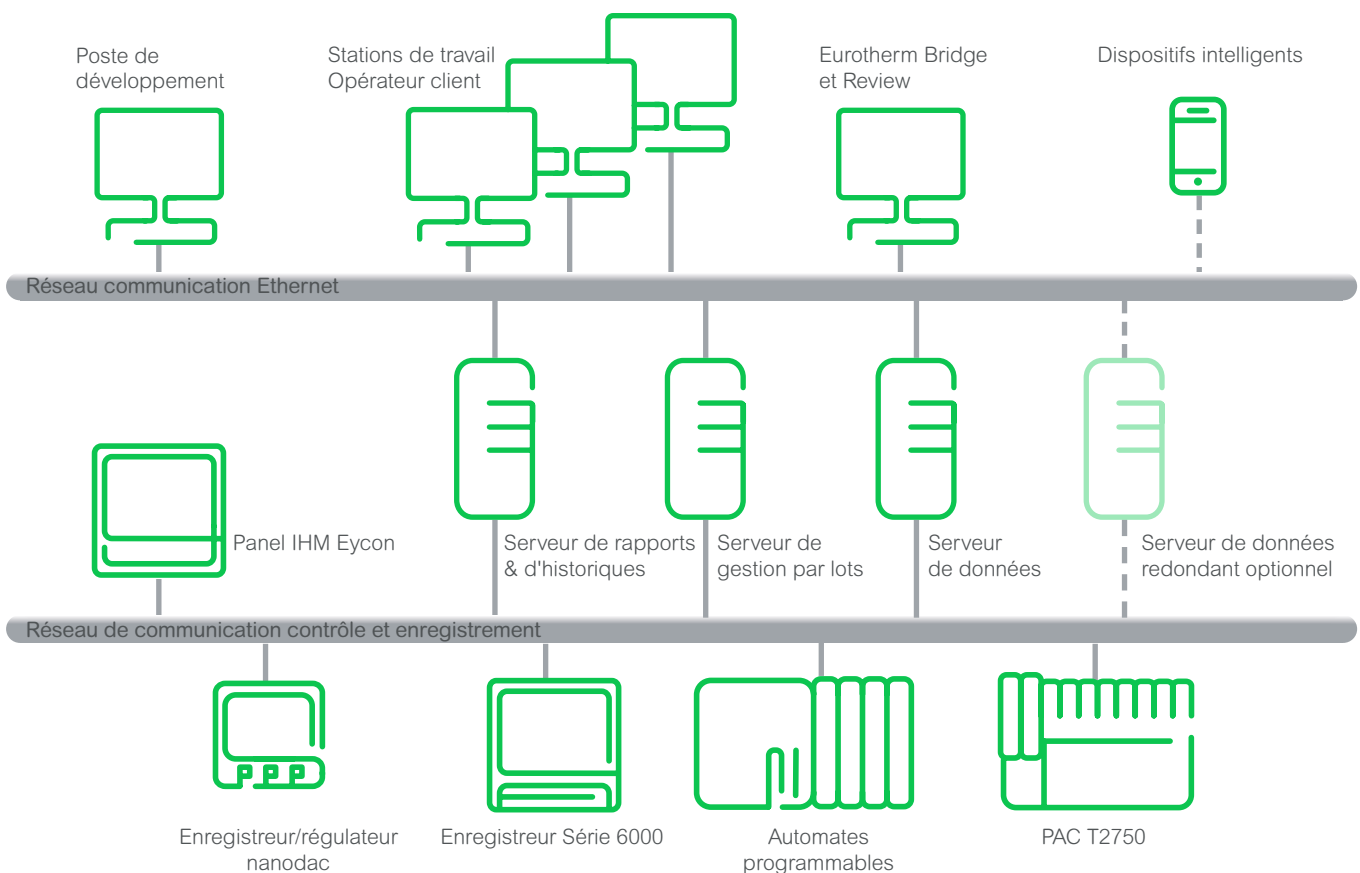 Poste de
développement
Stations de travail
Opérateur client
Eurotherm Bridge
et Review
Dispositifs intelligents
Réseau communication Ethernet
Panel IHM Eycon
Serveur de rapports
& d'historiques
Serveur de
gestion par lots
Serveur
de données
Serveur de données
redondant optionnel
Réseau de communication contrôle et enregistrement
Enregistreur/régulateur
nanodac
Enregistreur Série 6000
Automates
programmables
PAC T2750